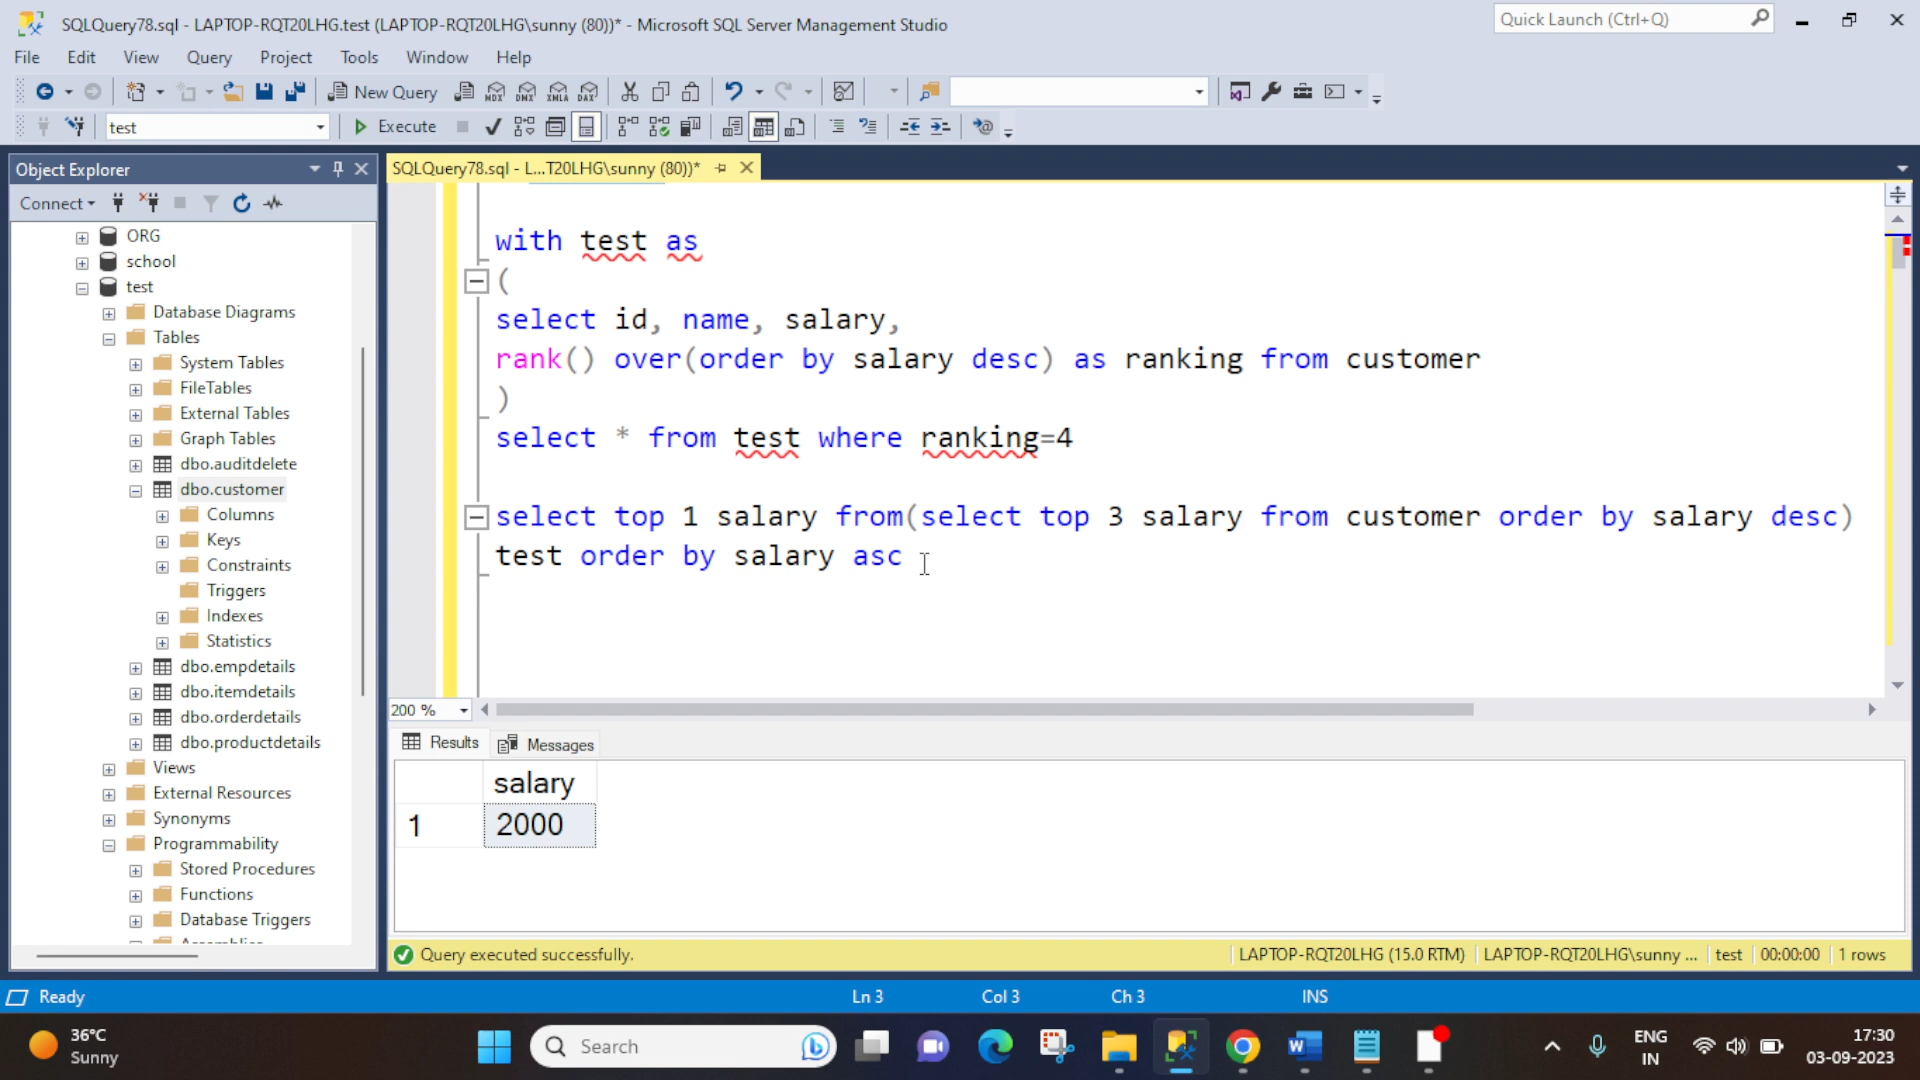 SQLQuery78.sql - LAPTOP-RQT20LHG.test (LAPTOP-RQT20LHG\sunny (80))* - Microsoft SQL Server Management Studio
Quick Launch (Ctrl+Q)
File Edit View Query Project Tools Window Help
New Query
MDX DMX XMLA DAX
test
Execute
Object Explorer
SQLQuery78.sql - L...T20LHG\sunny (80))*
Connect
ORG
school
test
Database Diagrams
Tables
System Tables
FileTables
External Tables
Graph Tables
dbo.auditdelete
dbo.customer
Columns
Keys
Constraints
Triggers
Indexes
Statistics
dbo.empdetails
dbo.itemdetails
dbo.orderdetails
dbo.productdetails
Views
External Resources
Synonyms
Programmability
Stored Procedures
Functions
Database Triggers
with test as
(
select id, name, salary,
rank() over(order by salary desc) as ranking from customer
)
select * from test where ranking=4
select top 1 salary from(select top 3 salary from customer order by salary desc)
test order by salary asc
200 %
Results Messages
salary
1 2000
Query executed successfully.
LAPTOP-RQT20LHG (15.0 RTM) LAPTOP-RQT20LHG\sunny ... test 00:00:00 1 rows
Ready Ln 3 Col 3 Ch 3 INS
36°C
Sunny
Search
ENG
IN
17:30
03-09-2023